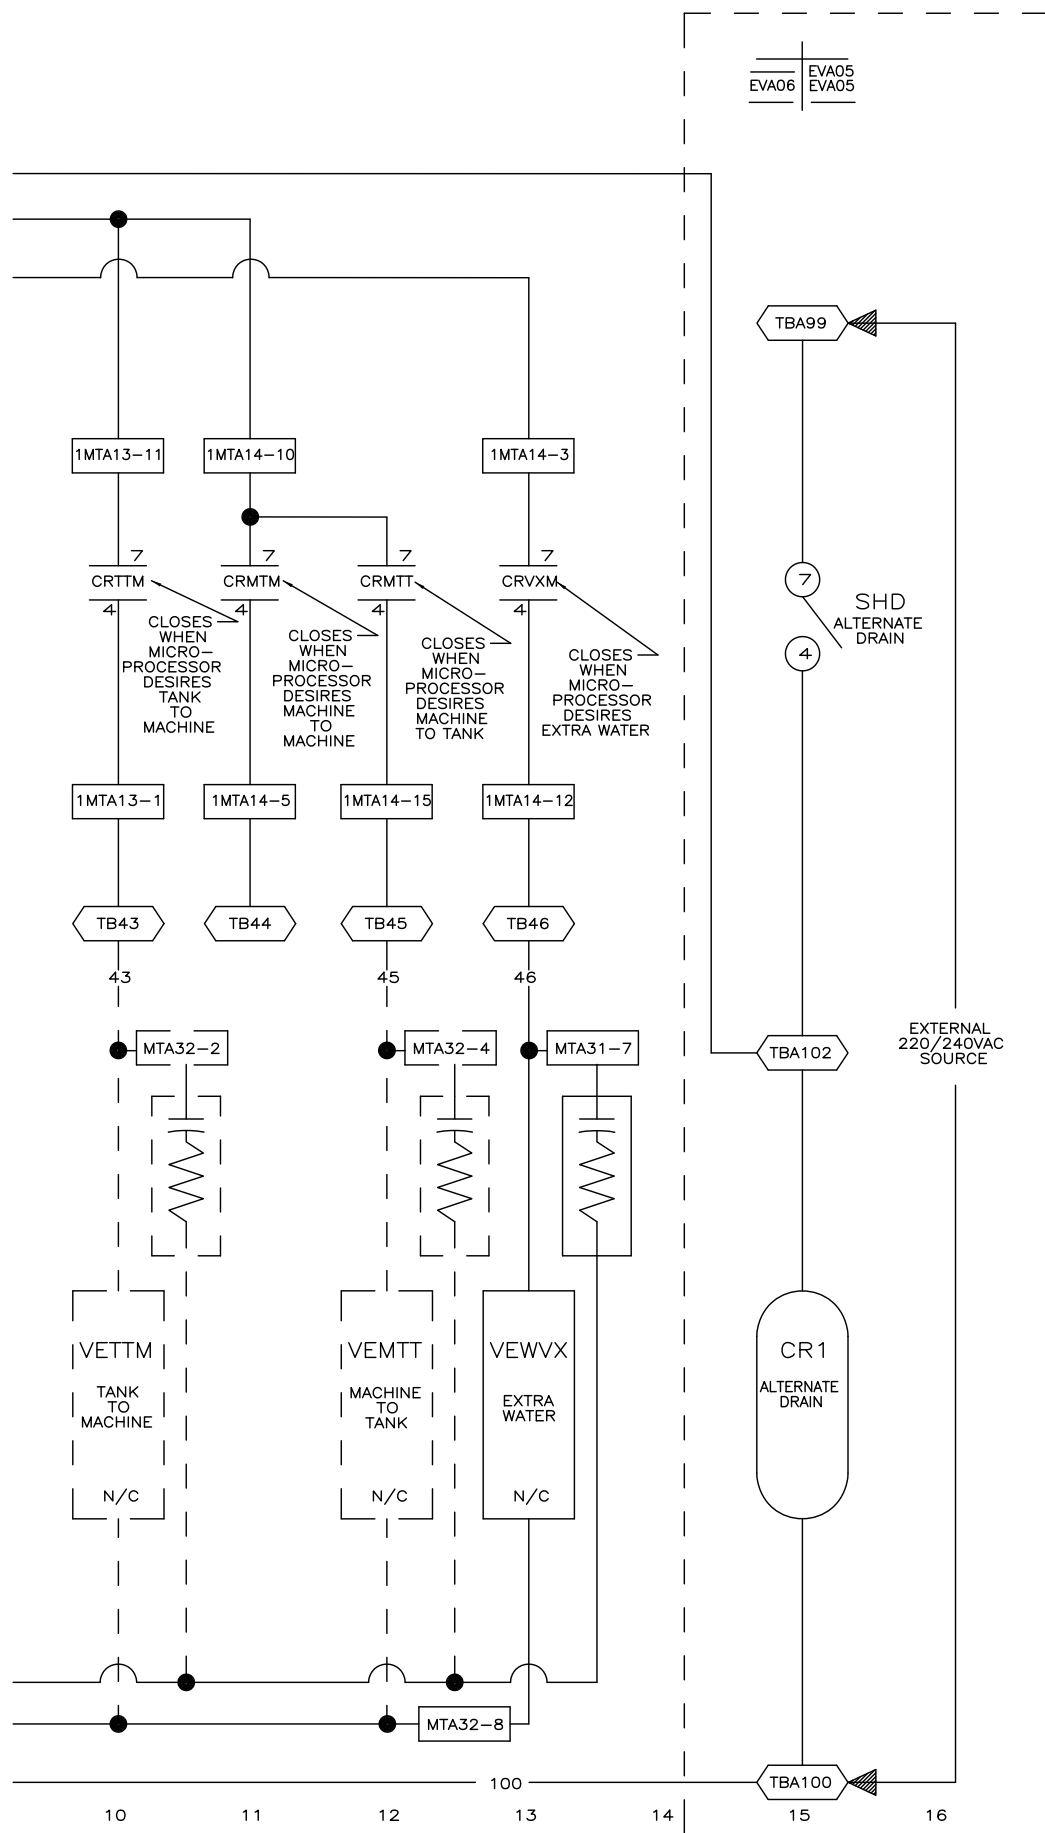 EVA05
EVA06 EVA05
TBA99
1MTA13-11
1MTA14-10
1MTA14-3
7
7
7
7
CRTTM
CRMTM
CRMTT
CRVXM
4
4
4
4
CLOSES
WHEN
MICRO-
PROCESSOR
DESIRES
TANK
TO
MACHINE
CLOSES
WHEN
MICRO-
PROCESSOR
DESIRES
MACHINE
TO
MACHINE
CLOSES
WHEN
MICRO-
PROCESSOR
DESIRES
MACHINE
TO TANK
CLOSES
WHEN
MICRO-
PROCESSOR
DESIRES
EXTRA WATER
7
SHD
ALTERNATE
DRAIN
4
1MTA13-1
1MTA14-5
1MTA14-15
1MTA14-12
TB43
TB44
TB45
TB46
43
45
46
MTA32-2
MTA32-4
MTA31-7
TBA102
EXTERNAL
220/240VAC
SOURCE
VETTM
TANK
TO
MACHINE
N/C
VEMTT
MACHINE
TO
TANK
N/C
VEWVX
EXTRA
WATER
N/C
CR1
ALTERNATE
DRAIN
MTA32-8
100
TBA100
10
11
12
13
14
15
16